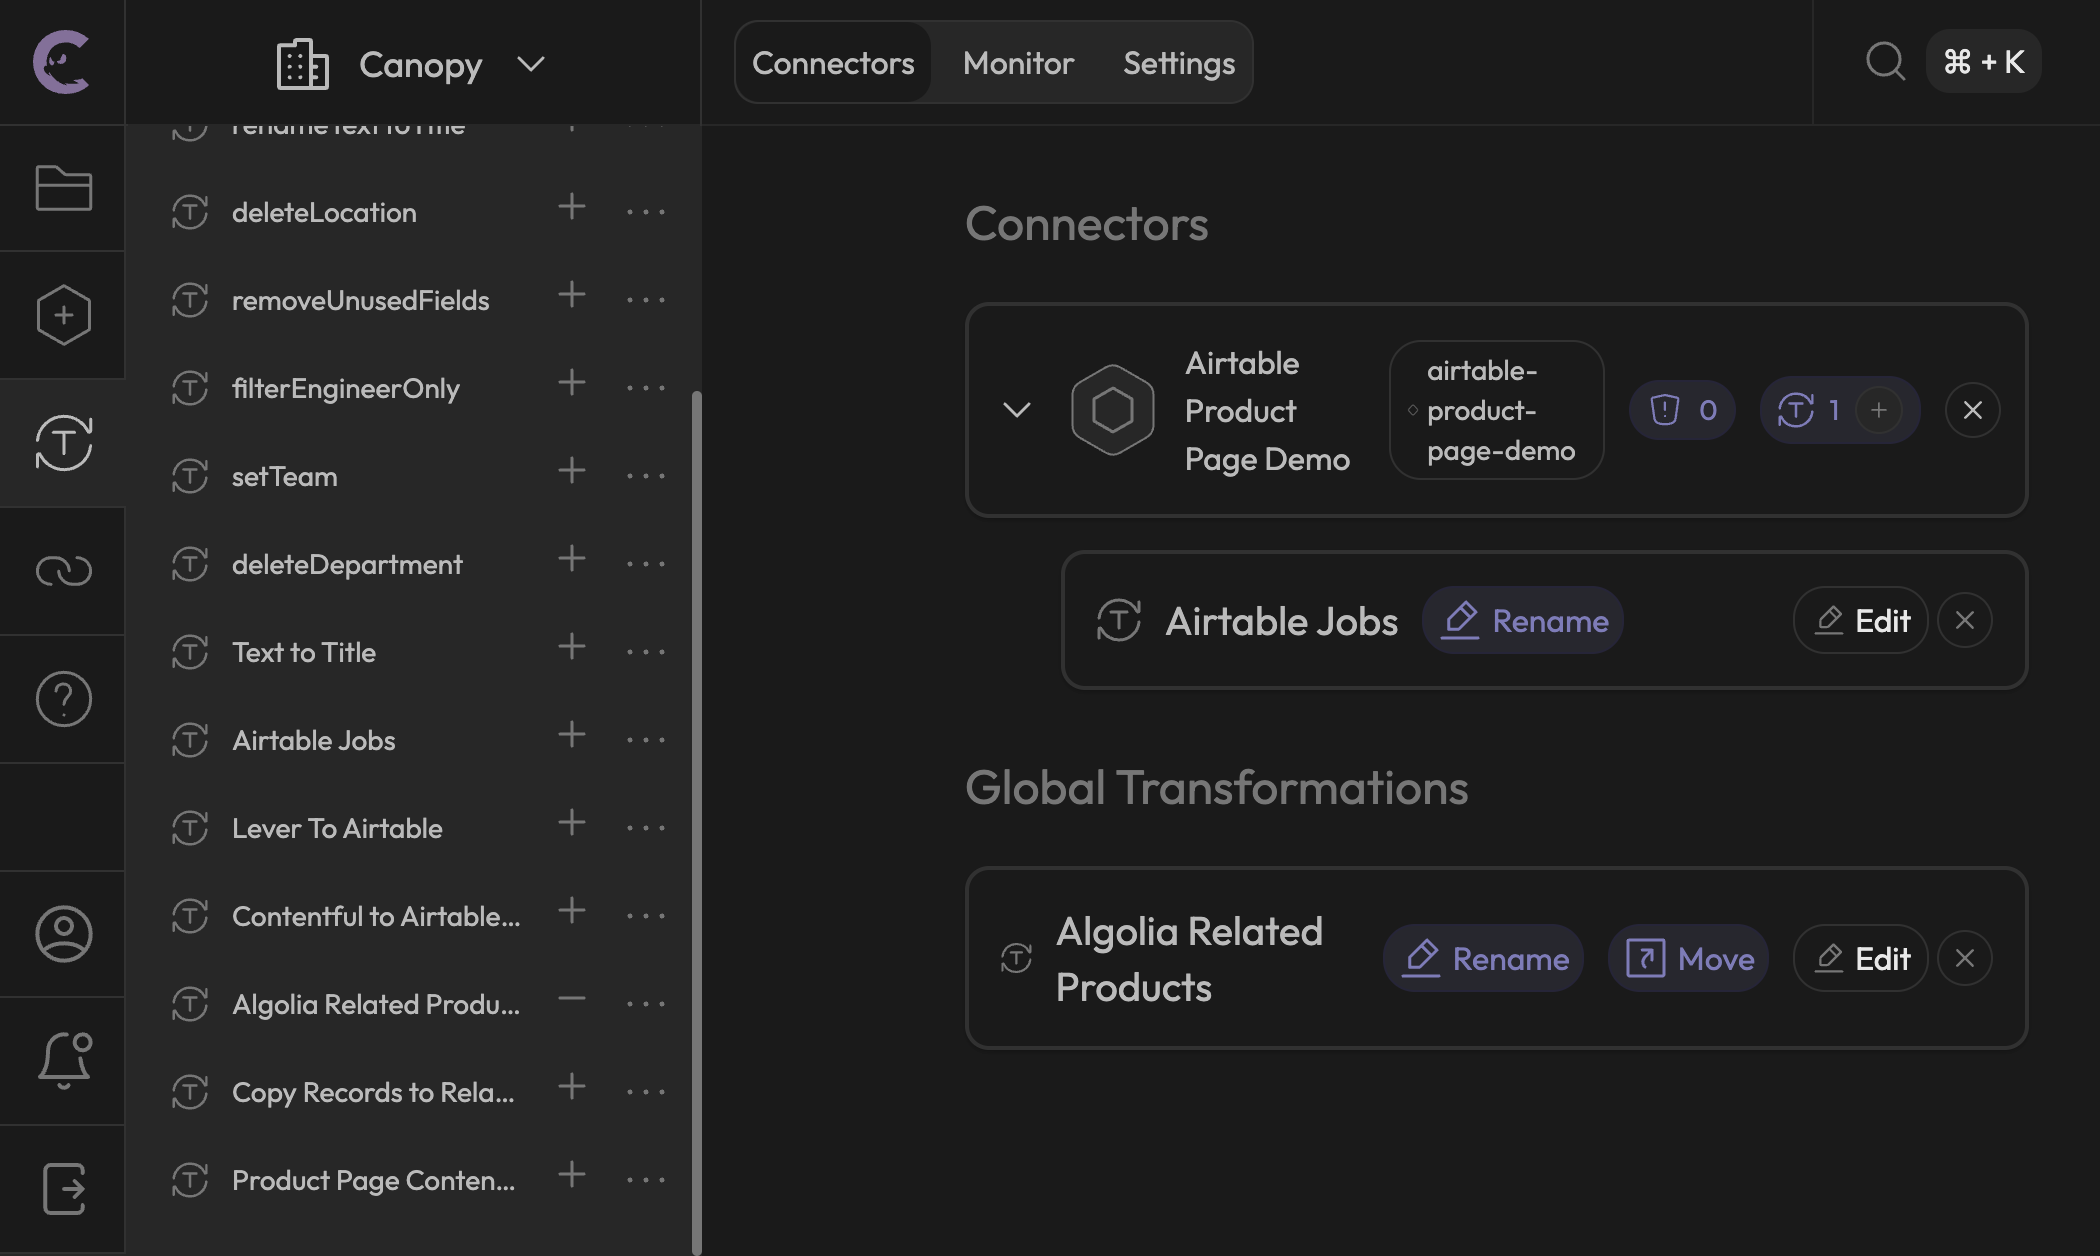 Canopy
Connectors
Monitor
Settings
⌘ + K
renameTextToTitle
deleteLocation
removeUnusedFields
filterEngineerOnly
setTeam
deleteDepartment
Text to Title
Airtable Jobs
Lever To Airtable
Contentful to Airtable...
Algolia Related Produ...
Copy Records to Rela...
Product Page Conten...
Connectors
Airtable
Product
Page Demo
airtable-
product-
page-demo
0
1
Airtable Jobs
Rename
Edit
Global Transformations
Algolia Related
Products
Rename
Move
Edit